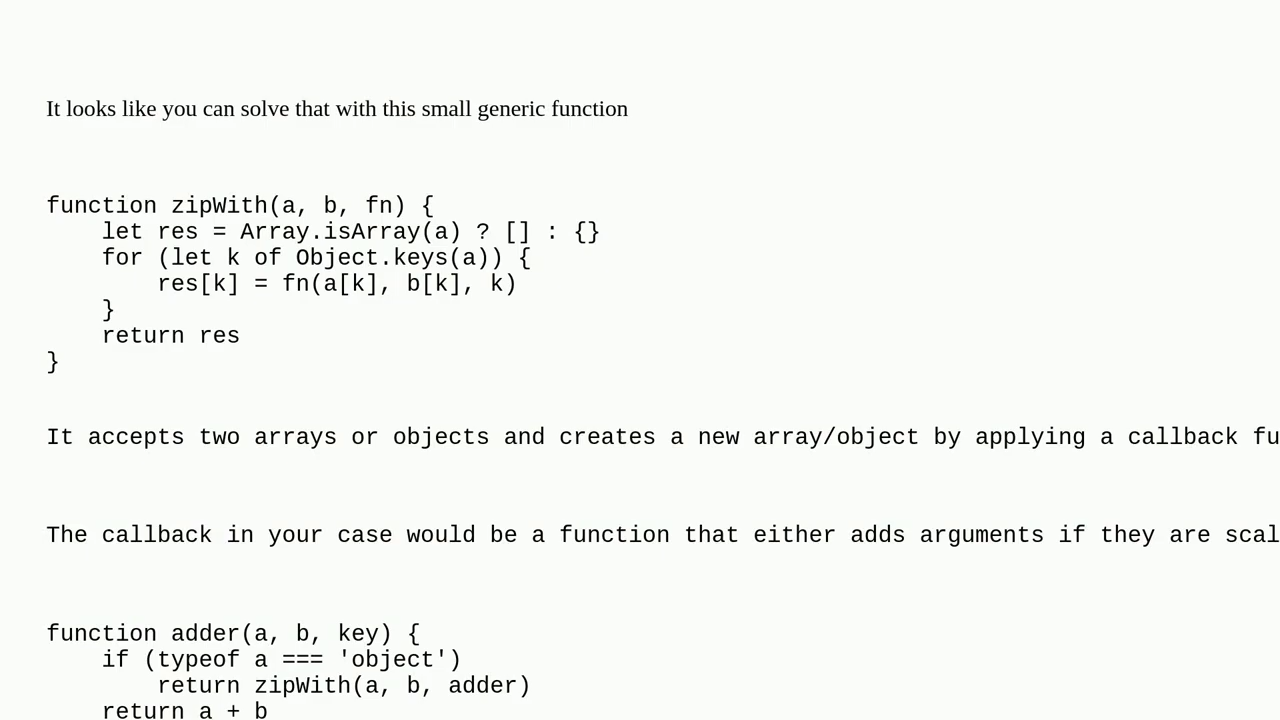 It looks like you can solve that with this small generic function
function zipWith(a, b, fn) {
    let res = Array.isArray(a) ? [] : {}
    for (let k of Object.keys(a)) {
        res[k] = fn(a[k], b[k], k)
    }
    return res
}
It accepts two arrays or objects and creates a new array/object by applying a callback fu
The callback in your case would be a function that either adds arguments if they are scal
function adder(a, b, key) {
    if (typeof a === 'object')
        return zipWith(a, b, adder)
    return a + b